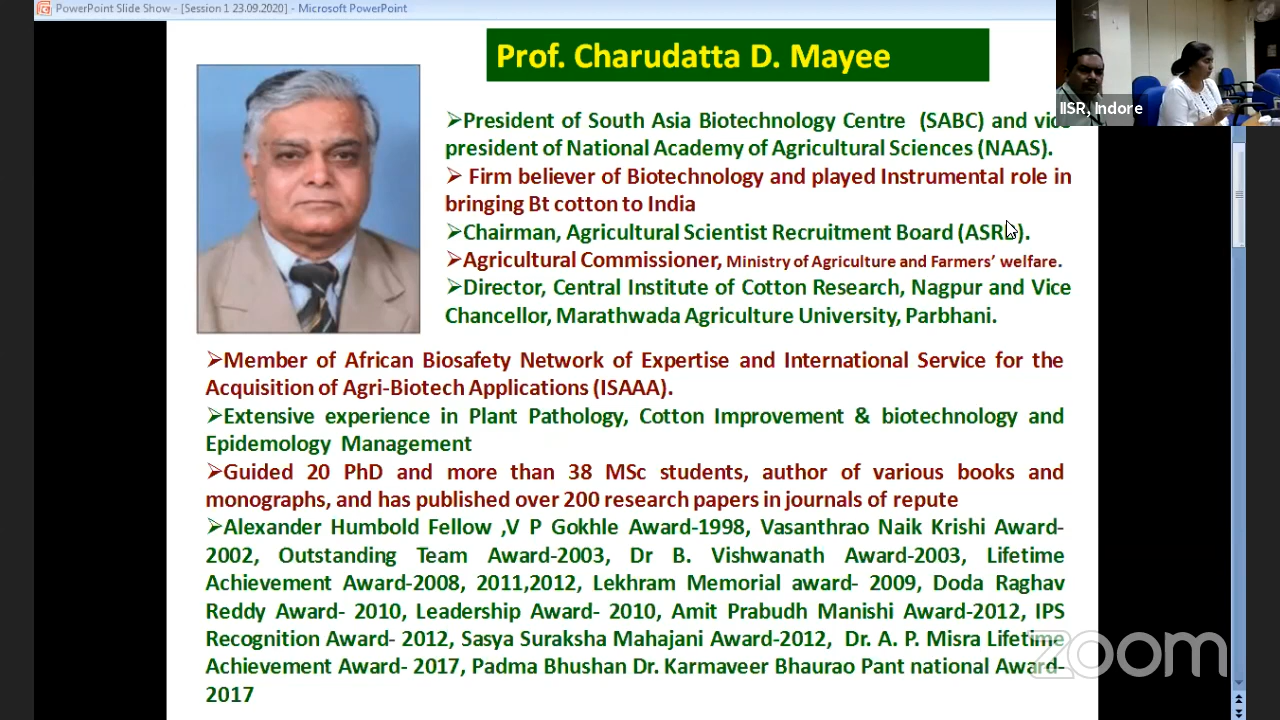 PowerPoint Slide Show - [Session 1 23.09.2020] - Microsoft PowerPoint
Prof. Charudatta D. Mayee
IISR, Indore
➢President of South Asia Biotechnology Centre (SABC) and vice
president of National Academy of Agricultural Sciences (NAAS).
➢ Firm believer of Biotechnology and played Instrumental role in
bringing Bt cotton to India
➢Chairman, Agricultural Scientist Recruitment Board (ASRB).
➢Agricultural Commissioner, Ministry of Agriculture and Farmers' welfare.
➢Director, Central Institute of Cotton Research, Nagpur and Vice
Chancellor, Marathwada Agriculture University, Parbhani.
➢Member of African Biosafety Network of Expertise and International Service for the
Acquisition of Agri-Biotech Applications (ISAAA).
➢Extensive experience in Plant Pathology, Cotton Improvement & biotechnology and
Epidemology Management
➢Guided 20 PhD and more than 38 MSc students, author of various books and
monographs, and has published over 200 research papers in journals of repute
➢Alexander Humbold Fellow ,V P Gokhle Award-1998, Vasanthrao Naik Krishi Award-
2002, Outstanding Team Award-2003, Dr B. Vishwanath Award-2003, Lifetime
Achievement Award-2008, 2011,2012, Lekhram Memorial award- 2009, Doda Raghav
Reddy Award- 2010, Leadership Award- 2010, Amit Prabudh Manishi Award-2012, IPS
Recognition Award- 2012, Sasya Suraksha Mahajani Award-2012, Dr. A. P. Misra Lifetime
Achievement Award- 2017, Padma Bhushan Dr. Karmaveer Bhaurao Pant national Award-
2017
zoom